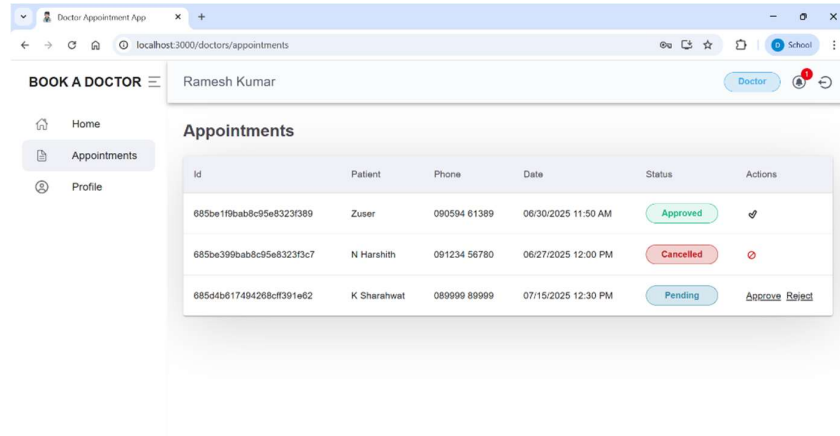 Doctor Appointment App
localhost:3000/doctors/appointments
School
D
BOOK A DOCTOR
Ramesh Kumar
Doctor
1
Home
Appointments
Profile
Appointments
Id Patient Phone Date Status Actions
685be1f9bab8c95e8323f389 Zuser 090594 61389 06/30/2025 11:50 AM Approved
685be399bab8c95e8323f3c7 N Harshith 091234 56780 06/27/2025 12:00 PM Cancelled
685d4b617494268cff391e62 K Sharahwat 089999 89999 07/15/2025 12:30 PM Pending Approve Reject